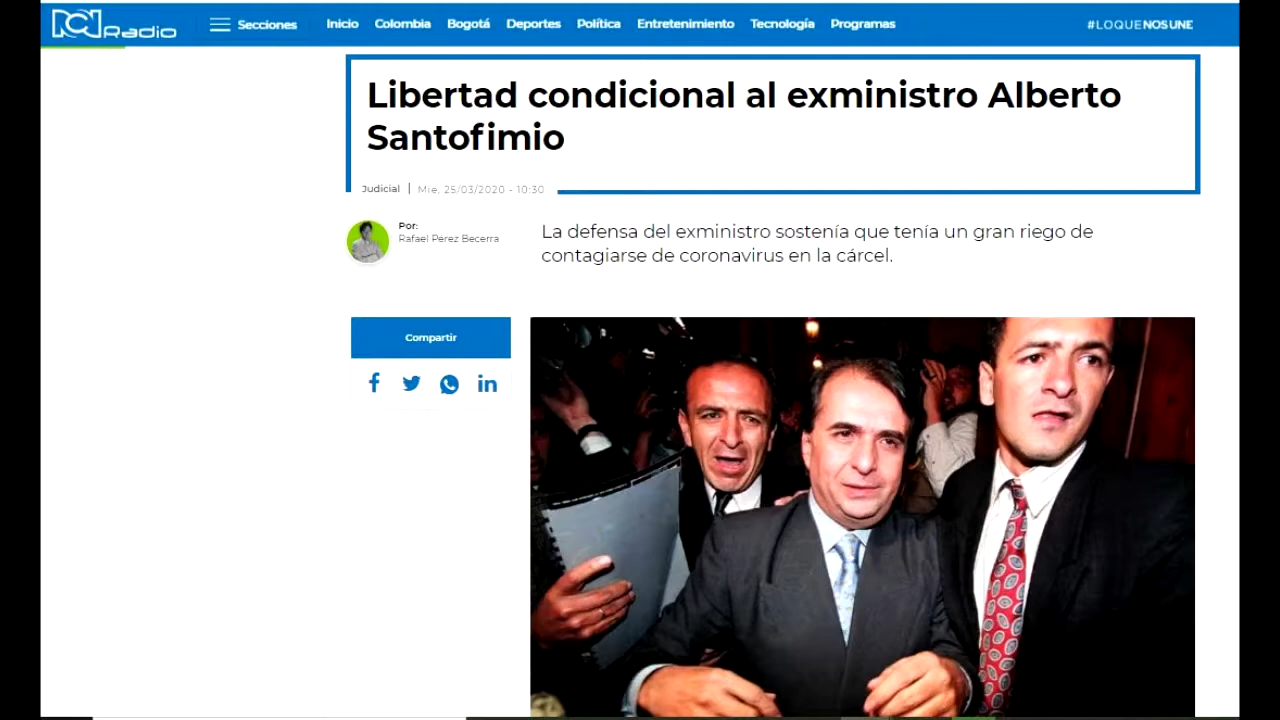 RCN Radio
Secciones Inicio Colombia Bogotá Deportes Política Entretenimiento Tecnología Programas #LOQUENOSUNE
Libertad condicional al exministro Alberto
Santofimio
Judicial | Mie, 25/03/2020 - 10:30
Por:
Rafael Pérez Becerra
La defensa del exministro sostenía que tenía un gran riego de
contagiarse de coronavirus en la cárcel.
Compartir